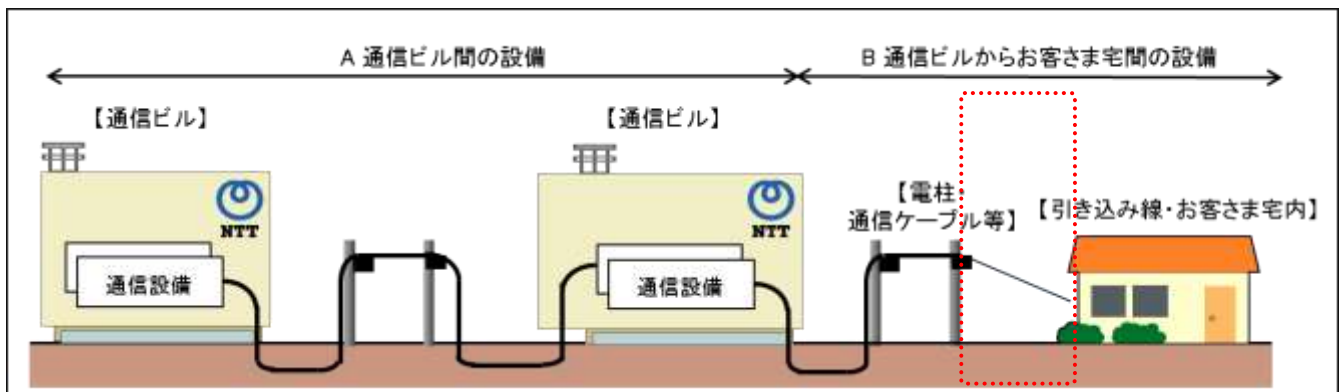 A 通信ビル間の設備
B 通信ビルからお客さま宅間の設備
【通信ビル】
【通信ビル】
NTT
NTT
【電柱・
通信ケーブル等】
【引き込み線・お客さま宅内】
通信設備
通信設備